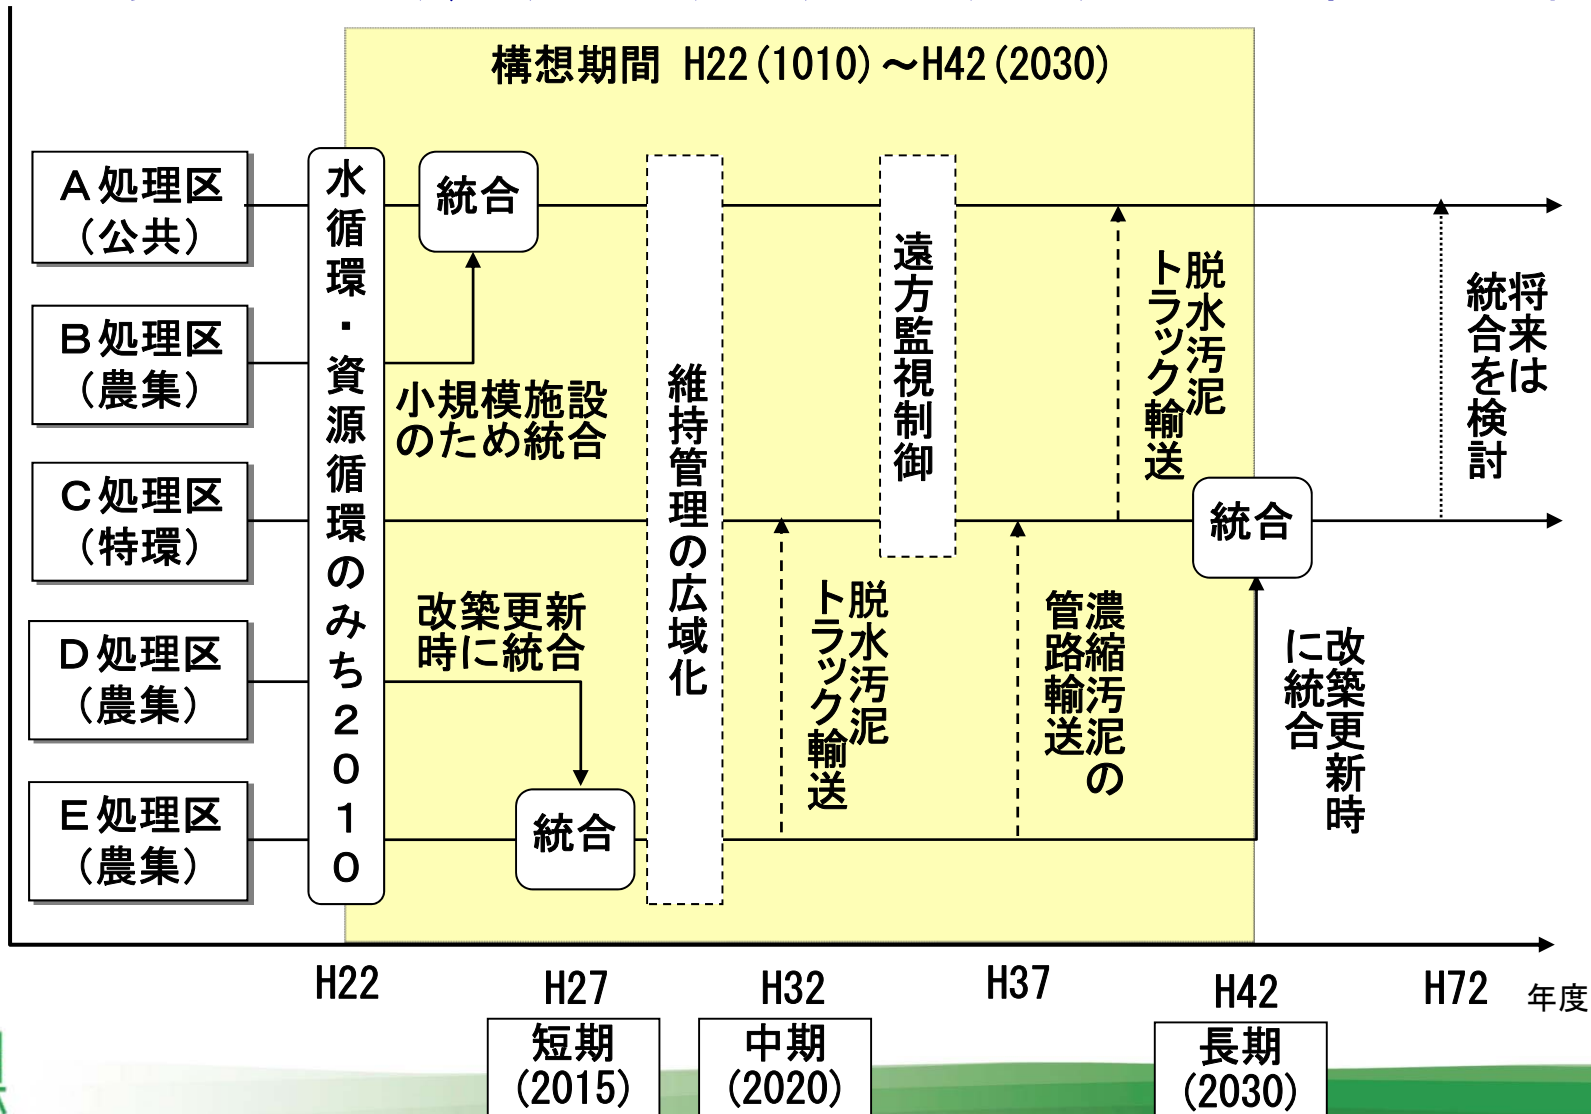 構想期間 H22(1010)～H42(2030)
A処理区
(公共)
B処理区
(農集)
C処理区
(特環)
D処理区
(農集)
E処理区
(農集)
水循環・資源循環のみち2010
統合
小規模施設
のため統合
改築更新
時に統合
統合
維持管理の広域化
脱水汚泥
トラック輸送
遠方監視制御
濃縮汚泥の
管路輸送
脱水汚泥
トラック輸送
統合
改築更新時
に統合
将来は
統合を検討
H22
H27
H32
H37
H42
H72
年度
短期
(2015)
中期
(2020)
長期
(2030)